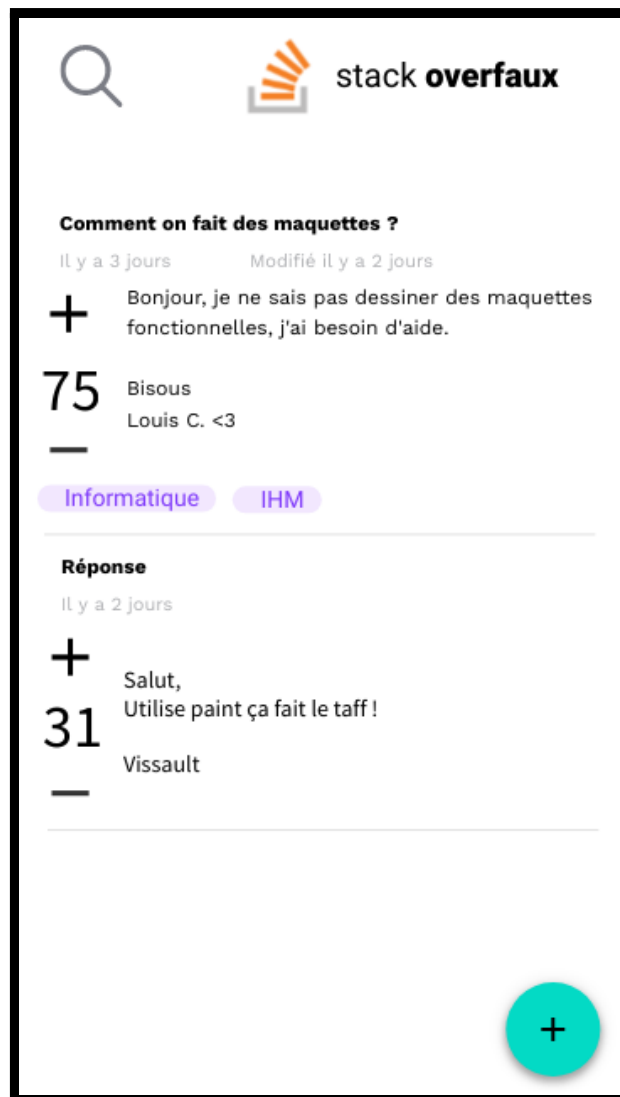 stack overfaux
Comment on fait des maquettes ?
Il y a 3 jours Modifié il y a 2 jours
+
Bonjour, je ne sais pas dessiner des maquettes
fonctionnelles, j'ai besoin d'aide.
75
Bisous
Louis C. <3
—
Informatique IHM
Réponse
Il y a 2 jours
+
Salut,
Utilise paint ça fait le taff !
31
Vissault
—
+